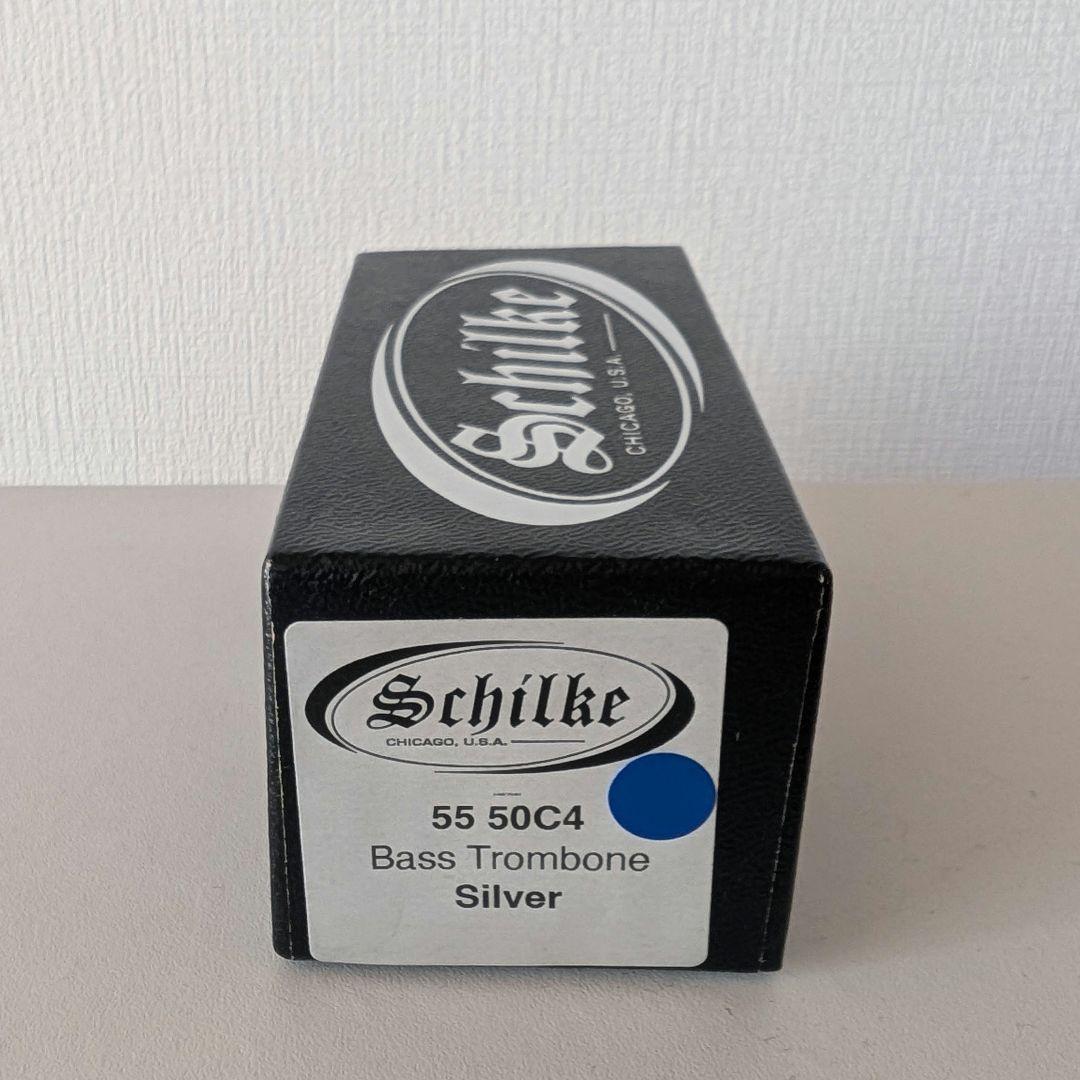 Schilke
CHICAGO, U.S.A.
Schilke
CHICAGO, U.S.A.
55 50C4
Bass Trombone
Silver